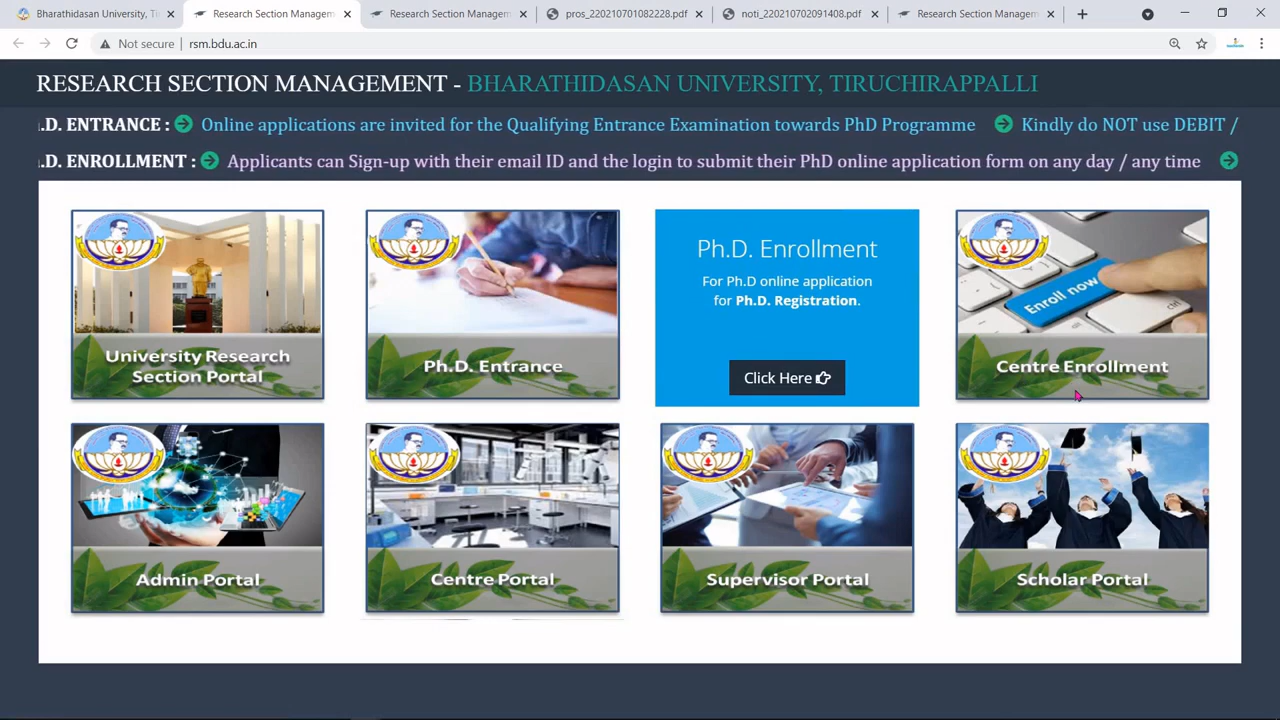 Bharathidasan University, Ti
Research Section Managem
Research Section Managem
pros_220210701082228.pdf
noti_220210702091408.pdf
Research Section Managem
Not secure
rsm.bdu.ac.in
RESEARCH SECTION MANAGEMENT - BHARATHIDASAN UNIVERSITY, TIRUCHIRAPPALLI
.D. ENTRANCE : Online applications are invited for the Qualifying Entrance Examination towards PhD Programme Kindly do NOT use DEBIT /
.D. ENROLLMENT : Applicants can Sign-up with their email ID and the login to submit their PhD online application form on any day / any time
University Research
Section Portal
Ph.D. Entrance
Ph.D. Enrollment
For Ph.D online application
for Ph.D. Registration.
Click Here
Enroll now
ctrl
Centre Enrollment
Admin Portal
Centre Portal
Supervisor Portal
Scholar Portal